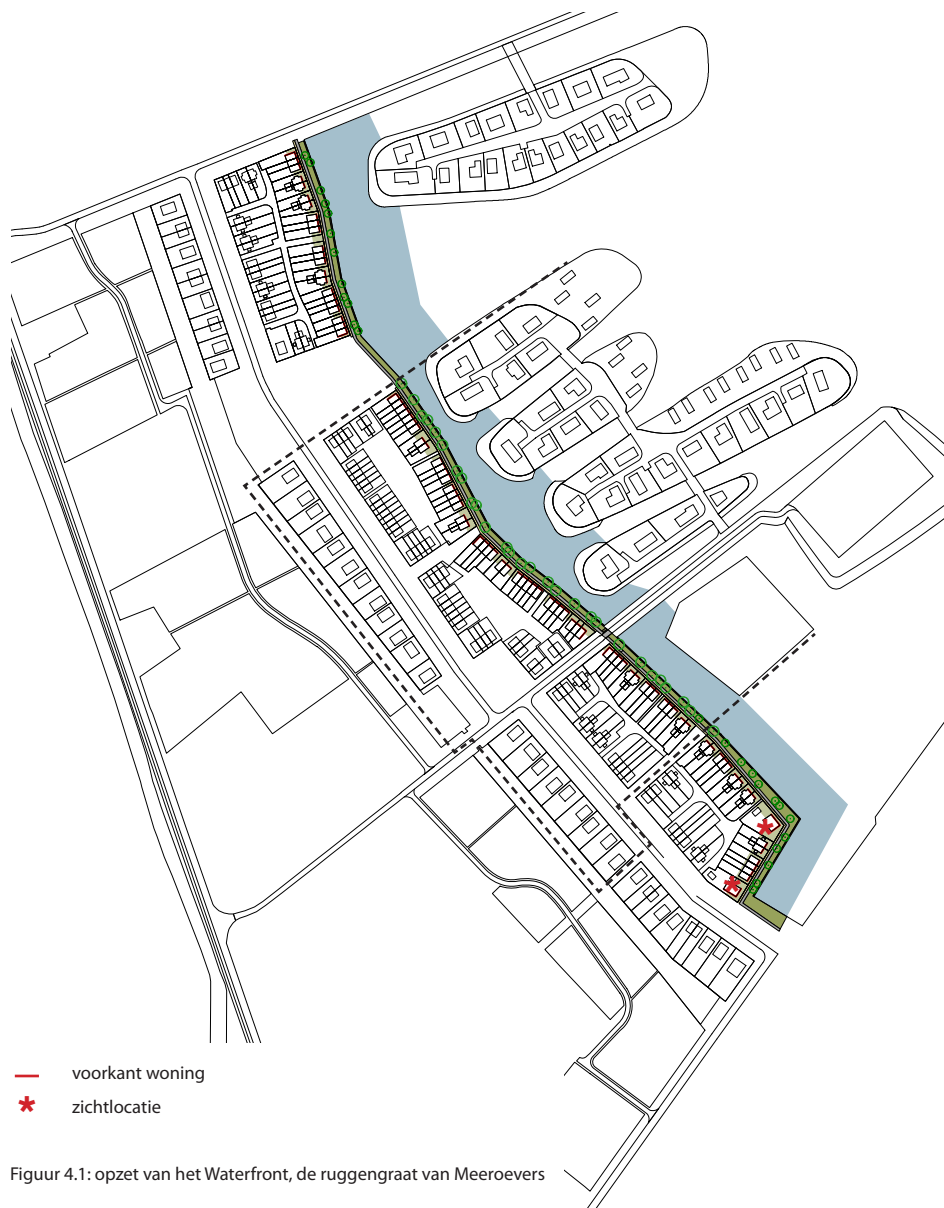 voorkant woning
zichtlocatie
Figuur 4.1: opzet van het Waterfront, de ruggengraat van Meeroevers